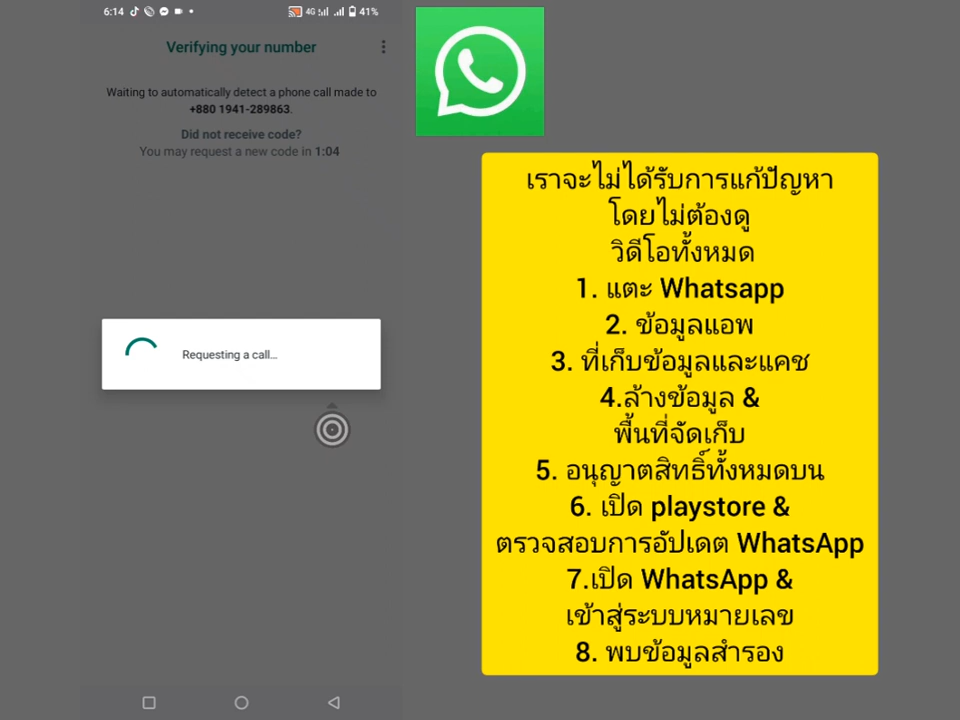 6:14
4G
41%
Verifying your number
Waiting to automatically detect a phone call made to
+880 1941-289863.
Did not receive code?
You may request a new code in 1:04
Requesting a call...
เราจะไม่ได้รับการแก้ปัญหา
โดยไม่ต้องดู
วิดีโอทั้งหมด
1. แตะ Whatsapp
2. ข้อมูลแอพ
3. ที่เก็บข้อมูลและแคช
4.ล้างข้อมูล &
พื้นที่จัดเก็บ
5. อนุญาตสิทธิ์ทั้งหมดบน
6. เปิด playstore &
ตรวจสอบการอัปเดต WhatsApp
7.เปิด WhatsApp &
เข้าสู่ระบบหมายเลข
8. พบข้อมูลสำรอง